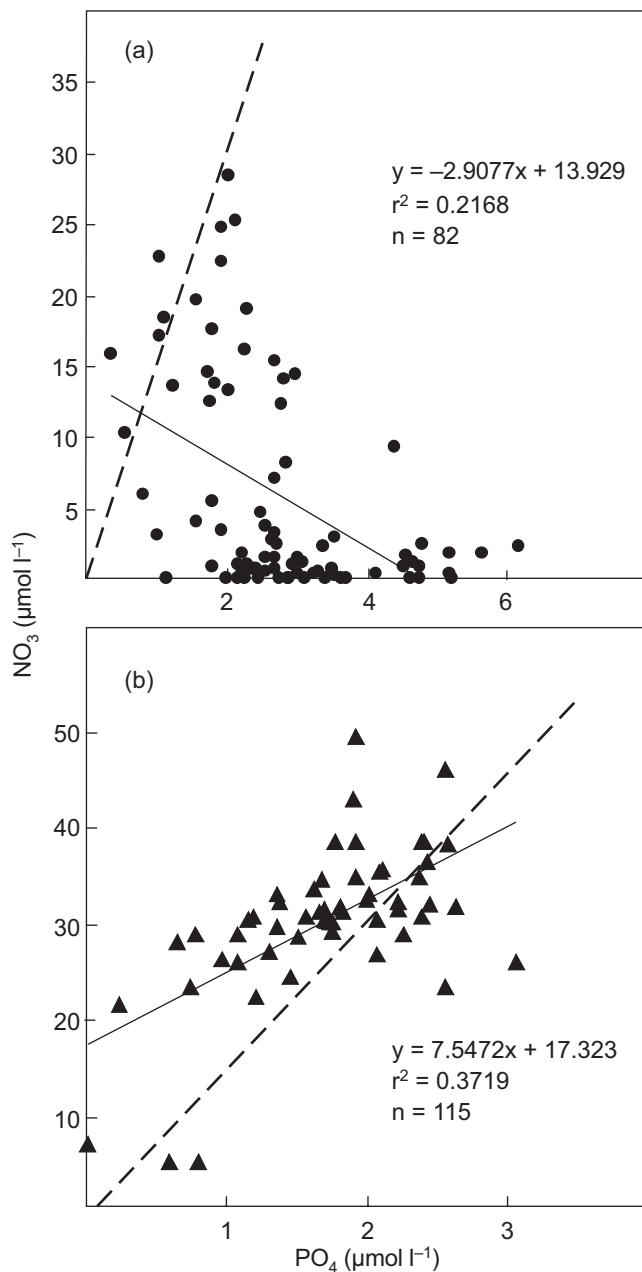 (a)
35
30
25
20
15
10
5
y = –2.9077x + 13.929
r² = 0.2168
n = 82
2 4 6
NO₃ (µmol l⁻¹)
(b)
50
40
30
20
10
y = 7.5472x + 17.323
r² = 0.3719
n = 115
1 2 3
PO₄ (µmol l⁻¹)